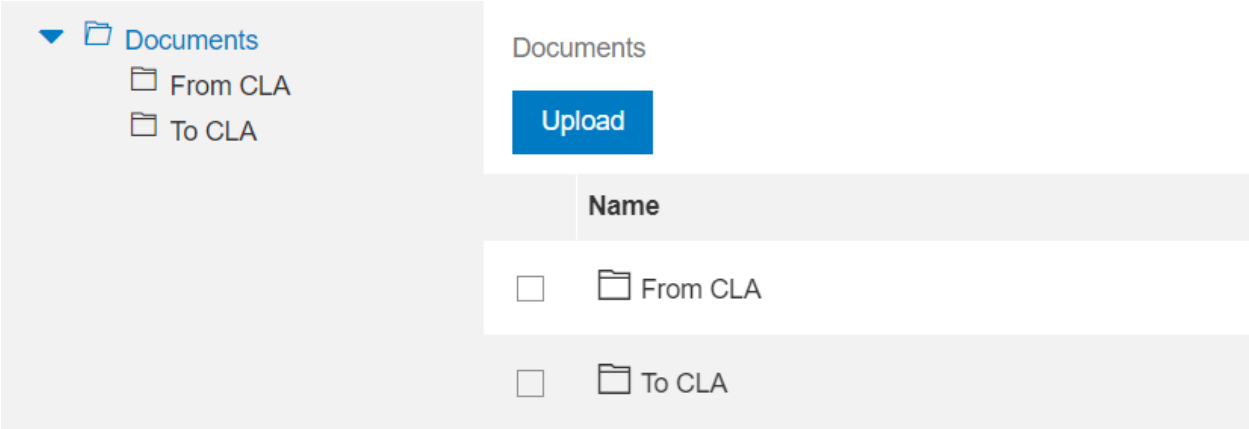 Documents
From CLA
To CLA
Documents
Upload
Name
From CLA
To CLA